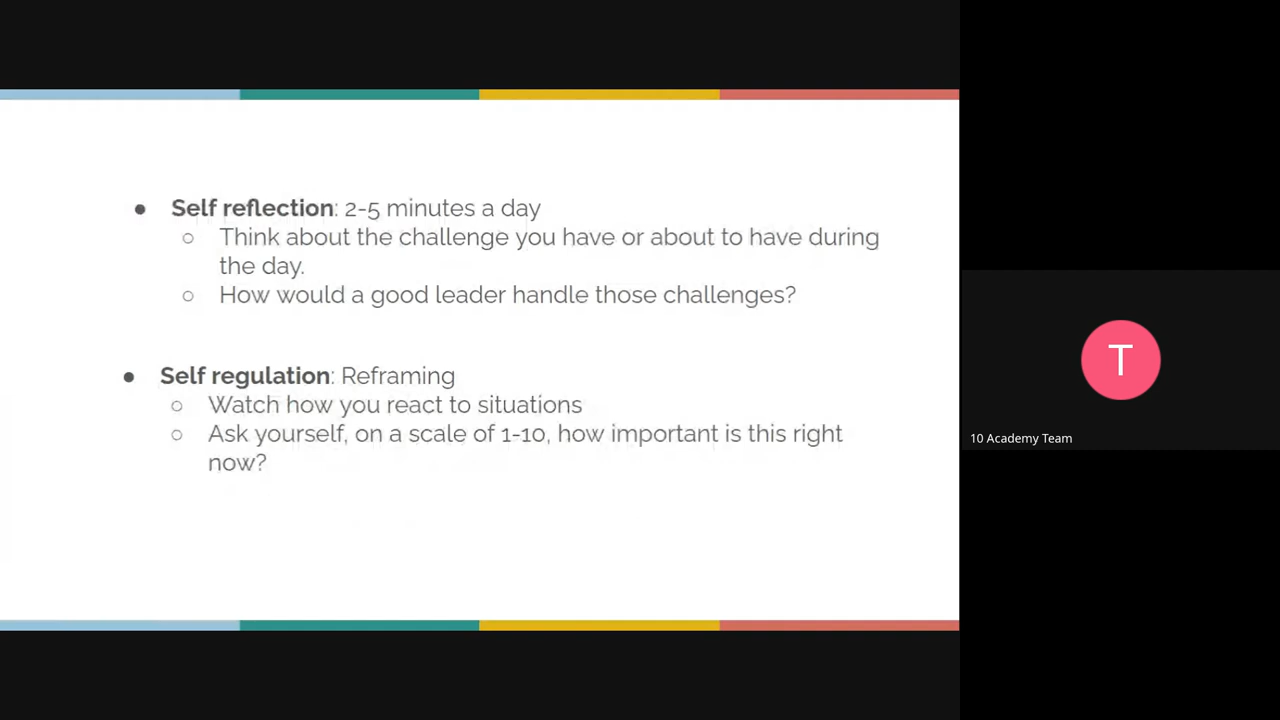 ● Self reflection: 2-5 minutes a day
○ Think about the challenge you have or about to have during
the day.
○ How would a good leader handle those challenges?
● Self regulation: Reframing
○ Watch how you react to situations
○ Ask yourself, on a scale of 1-10, how important is this right
now?
T
10 Academy Team